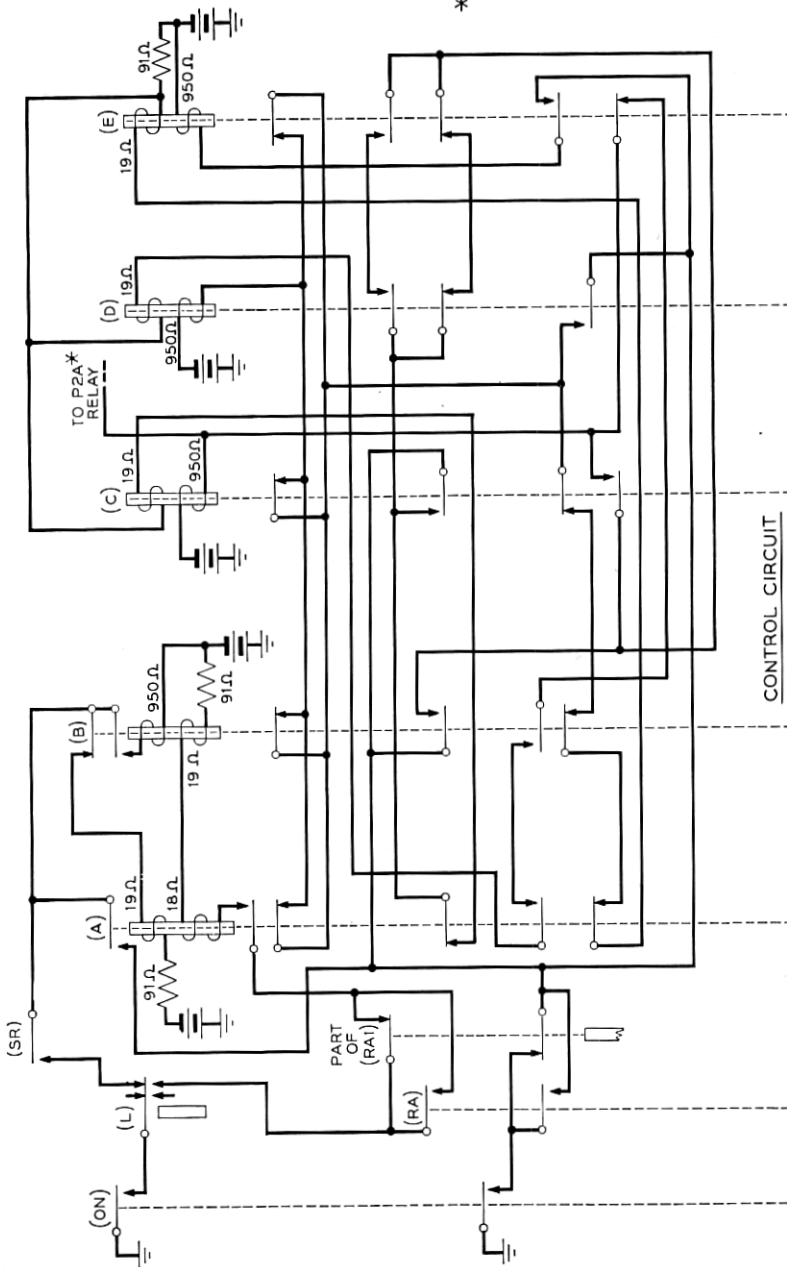 *
91Ω
950Ω
(E)
19Ω
19Ω
(D)
950Ω
TO P2A*
RELAY
19Ω
950Ω
(C)
950Ω
91Ω
(B)
19Ω
19Ω
18Ω
(A)
91Ω
(SR)
PART
OF
(RA1)
(L)
(RA)
(ON)
CONTROL CIRCUIT